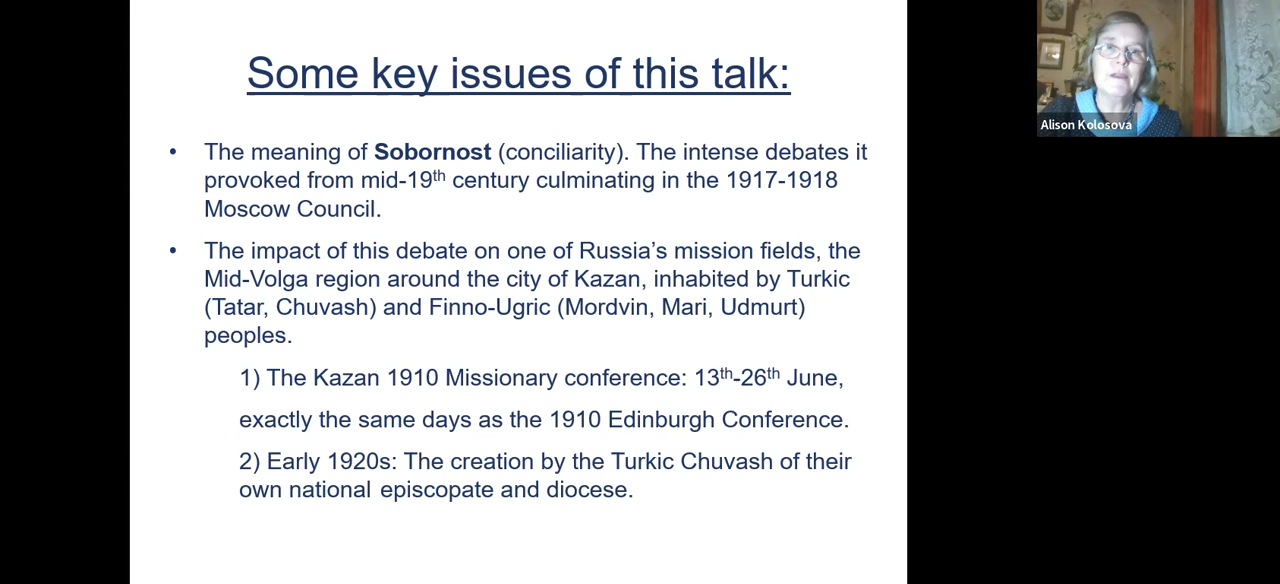 Some key issues of this talk:
• The meaning of Sobornost (conciliarity). The intense debates it
provoked from mid-19th century culminating in the 1917-1918
Moscow Council.
• The impact of this debate on one of Russia's mission fields, the
Mid-Volga region around the city of Kazan, inhabited by Turkic
(Tatar, Chuvash) and Finno-Ugric (Mordvin, Mari, Udmurt)
peoples.
1) The Kazan 1910 Missionary conference: 13th-26th June,
exactly the same days as the 1910 Edinburgh Conference.
2) Early 1920s: The creation by the Turkic Chuvash of their
own national episcopate and diocese.
Alison Kolosova